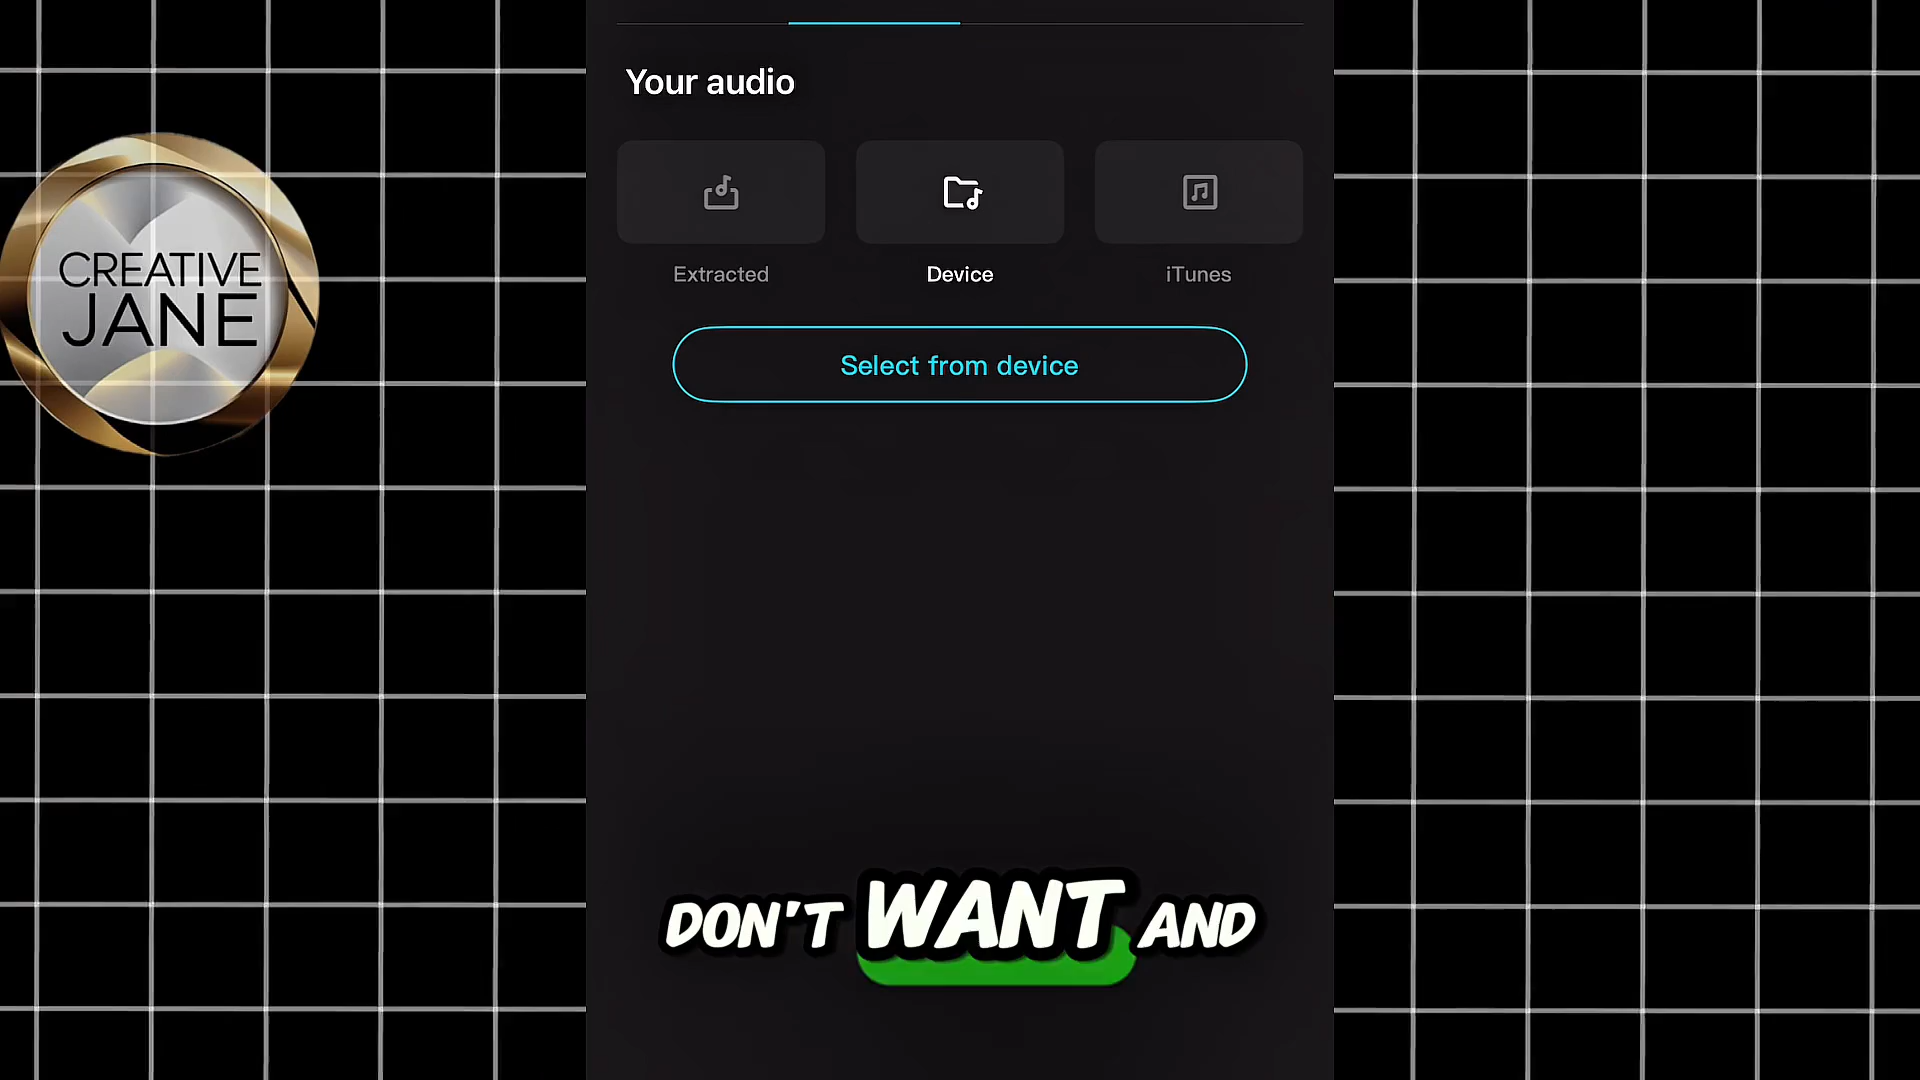 Your audio
CREATIVE
JANE
Extracted
Device
iTunes
Select from device
DON'T WANT AND